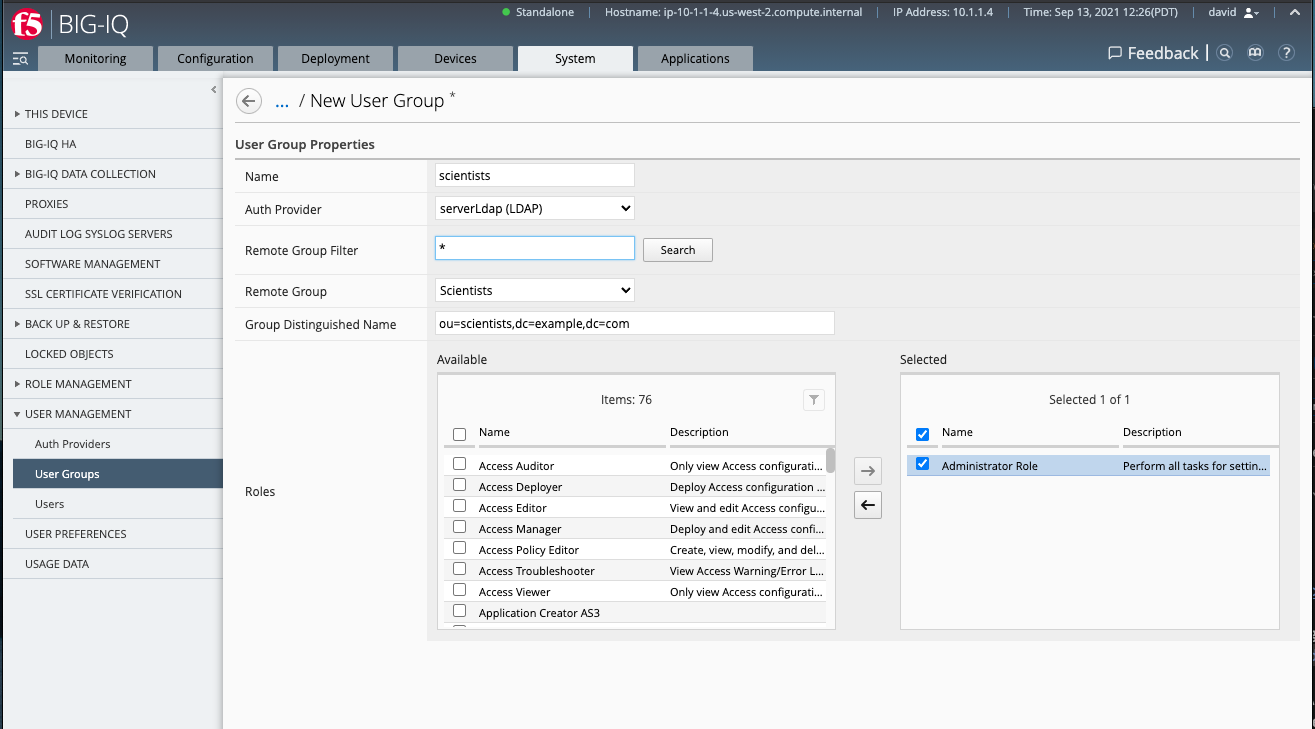 f5 BIG-IQ
Standalone Hostname: ip-10-1-1-4.us-west-2.compute.internal IP Address: 10.1.1.4 Time: Sep 13, 2021 12:26(PDT) david
Monitoring Configuration Deployment Devices System Applications
Feedback ?
THIS DEVICE
BIG-IQ HA
BIG-IQ DATA COLLECTION
PROXIES
AUDIT LOG SYSLOG SERVERS
SOFTWARE MANAGEMENT
SSL CERTIFICATE VERIFICATION
BACK UP & RESTORE
LOCKED OBJECTS
ROLE MANAGEMENT
USER MANAGEMENT
Auth Providers
User Groups
Users
USER PREFERENCES
USAGE DATA
... / New User Group *
User Group Properties
Name scientists
Auth Provider serverLdap (LDAP)
Remote Group Filter * Search
Remote Group Scientists
Group Distinguished Name ou=scientists,dc=example,dc=com
Roles
Available
Items: 76
Name Description
Access Auditor Only view Access configurati...
Access Deployer Deploy Access configuration ...
Access Editor View and edit Access configu...
Access Manager Deploy and edit Access confi...
Access Policy Editor Create, view, modify, and del...
Access Troubleshooter View Access Warning/Error L...
Access Viewer Only view Access configurati...
Application Creator AS3
Selected
Selected 1 of 1
Name Description
Administrator Role Perform all tasks for settin...